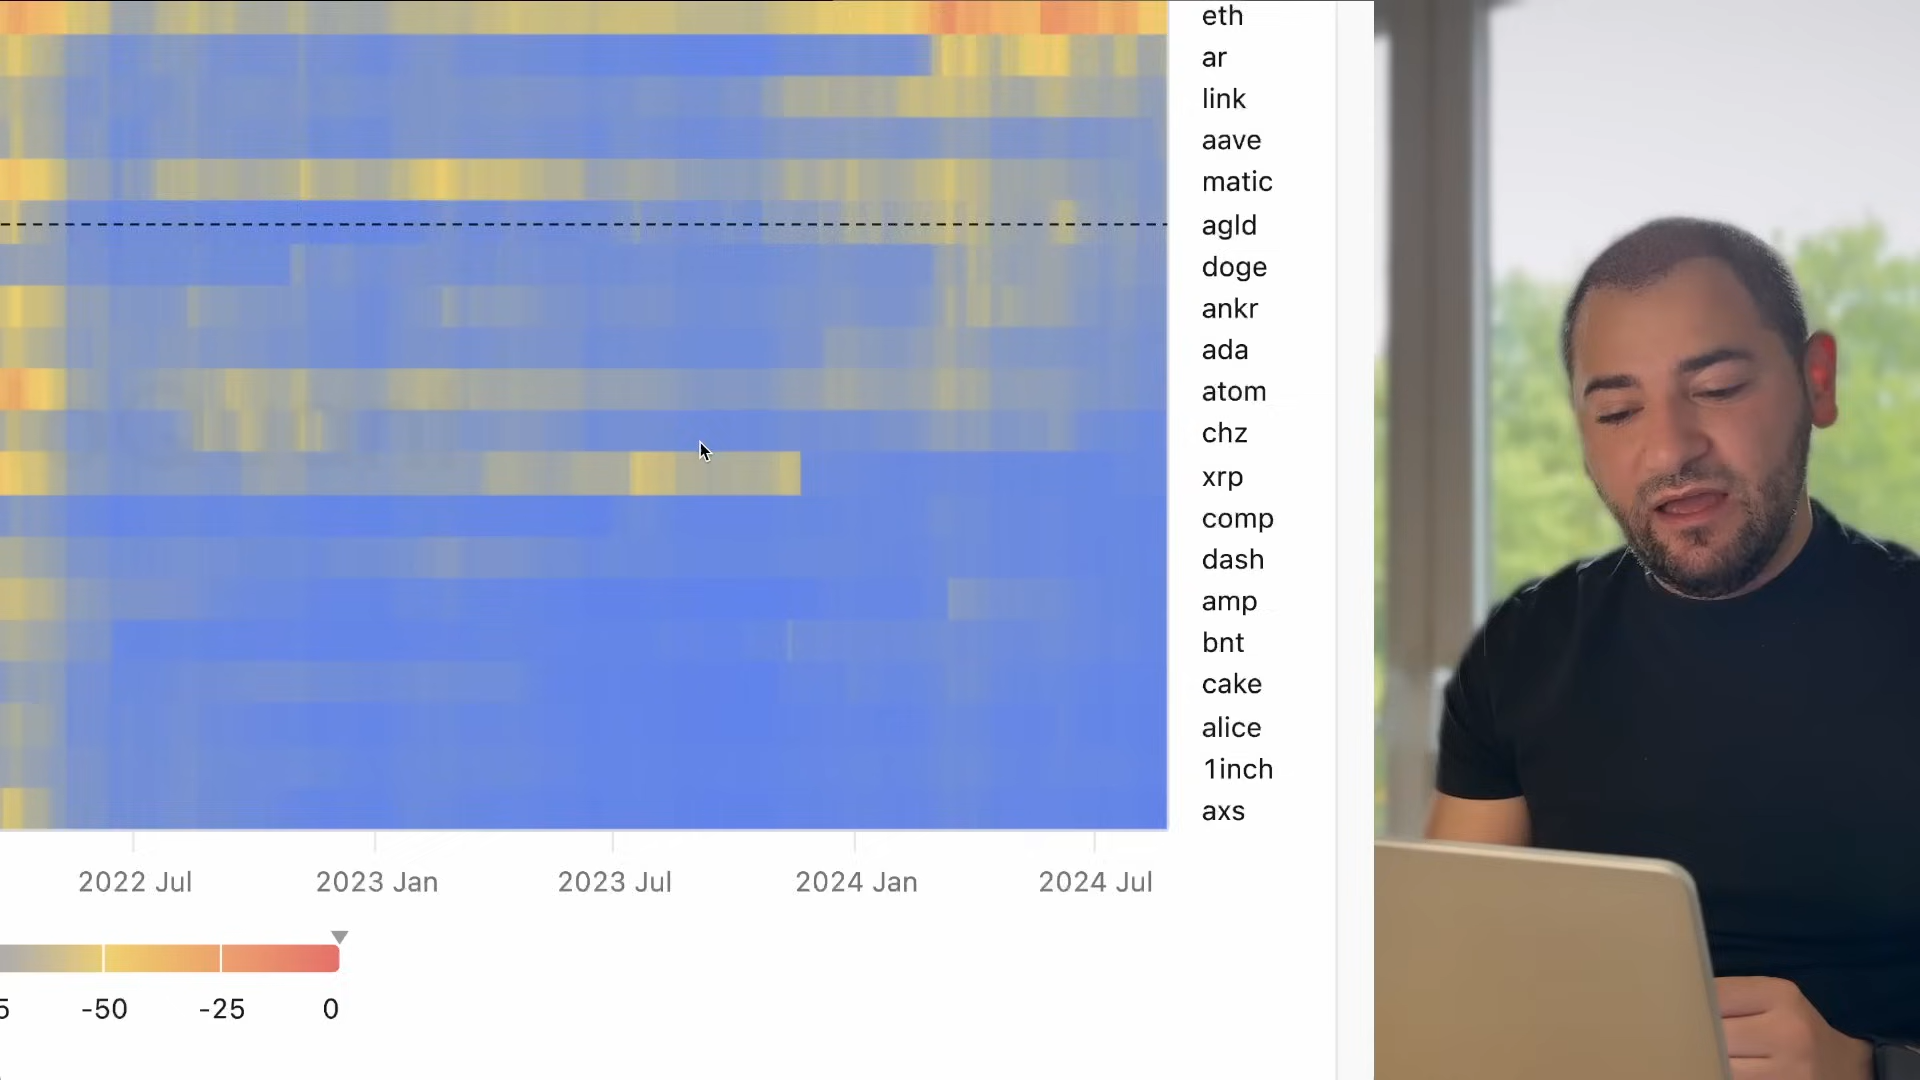 eth
ar
link
aave
matic
agld
doge
ankr
ada
atom
chz
xrp
comp
dash
amp
bnt
cake
alice
1inch
axs
2022 Jul 2023 Jan 2023 Jul 2024 Jan 2024 Jul
5 -50 -25 0